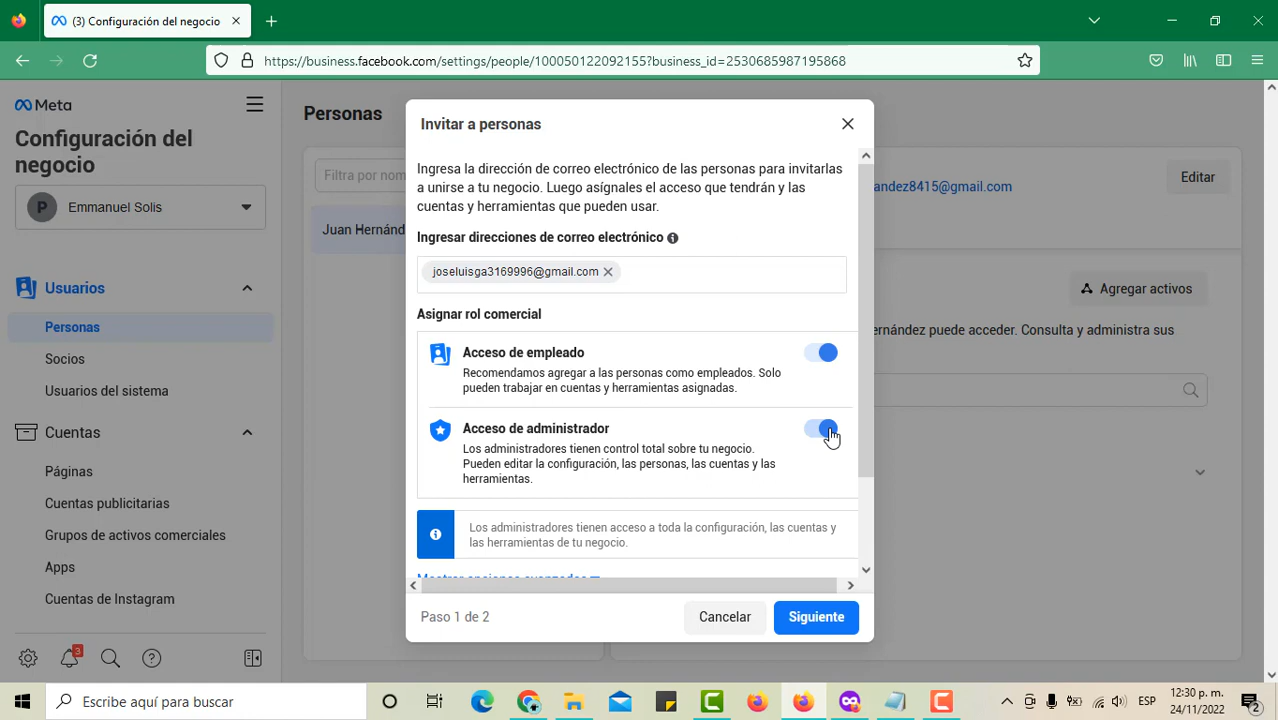 (3) Configuración del negocio
https://business.facebook.com/settings/people/100050122092155?business_id=2530685987195868
Meta
Configuración del
negocio
P Emmanuel Solis
Usuarios
Personas
Socios
Usuarios del sistema
Cuentas
Páginas
Cuentas publicitarias
Grupos de activos comerciales
Apps
Cuentas de Instagram
3
Personas
Filtra por nom
Juan Hernánd
andez8415@gmail.com
Editar
Agregar activos
ernández puede acceder. Consulta y administra sus
Invitar a personas
Ingresa la dirección de correo electrónico de las personas para invitarlas
a unirse a tu negocio. Luego asígnales el acceso que tendrán y las
cuentas y herramientas que pueden usar.
Ingresar direcciones de correo electrónico
joseluisga3169996@gmail.com
Asignar rol comercial
Acceso de empleado
Recomendamos agregar a las personas como empleados. Solo
pueden trabajar en cuentas y herramientas asignadas.
Acceso de administrador
Los administradores tienen control total sobre tu negocio.
Pueden editar la configuración, las personas, las cuentas y las
herramientas.
Los administradores tienen acceso a toda la configuración, las cuentas y
las herramientas de tu negocio.
Mostrar opciones avanzadas
Paso 1 de 2
Cancelar
Siguiente
Escribe aquí para buscar
ESP
12:30 p. m.
24/11/2022
2